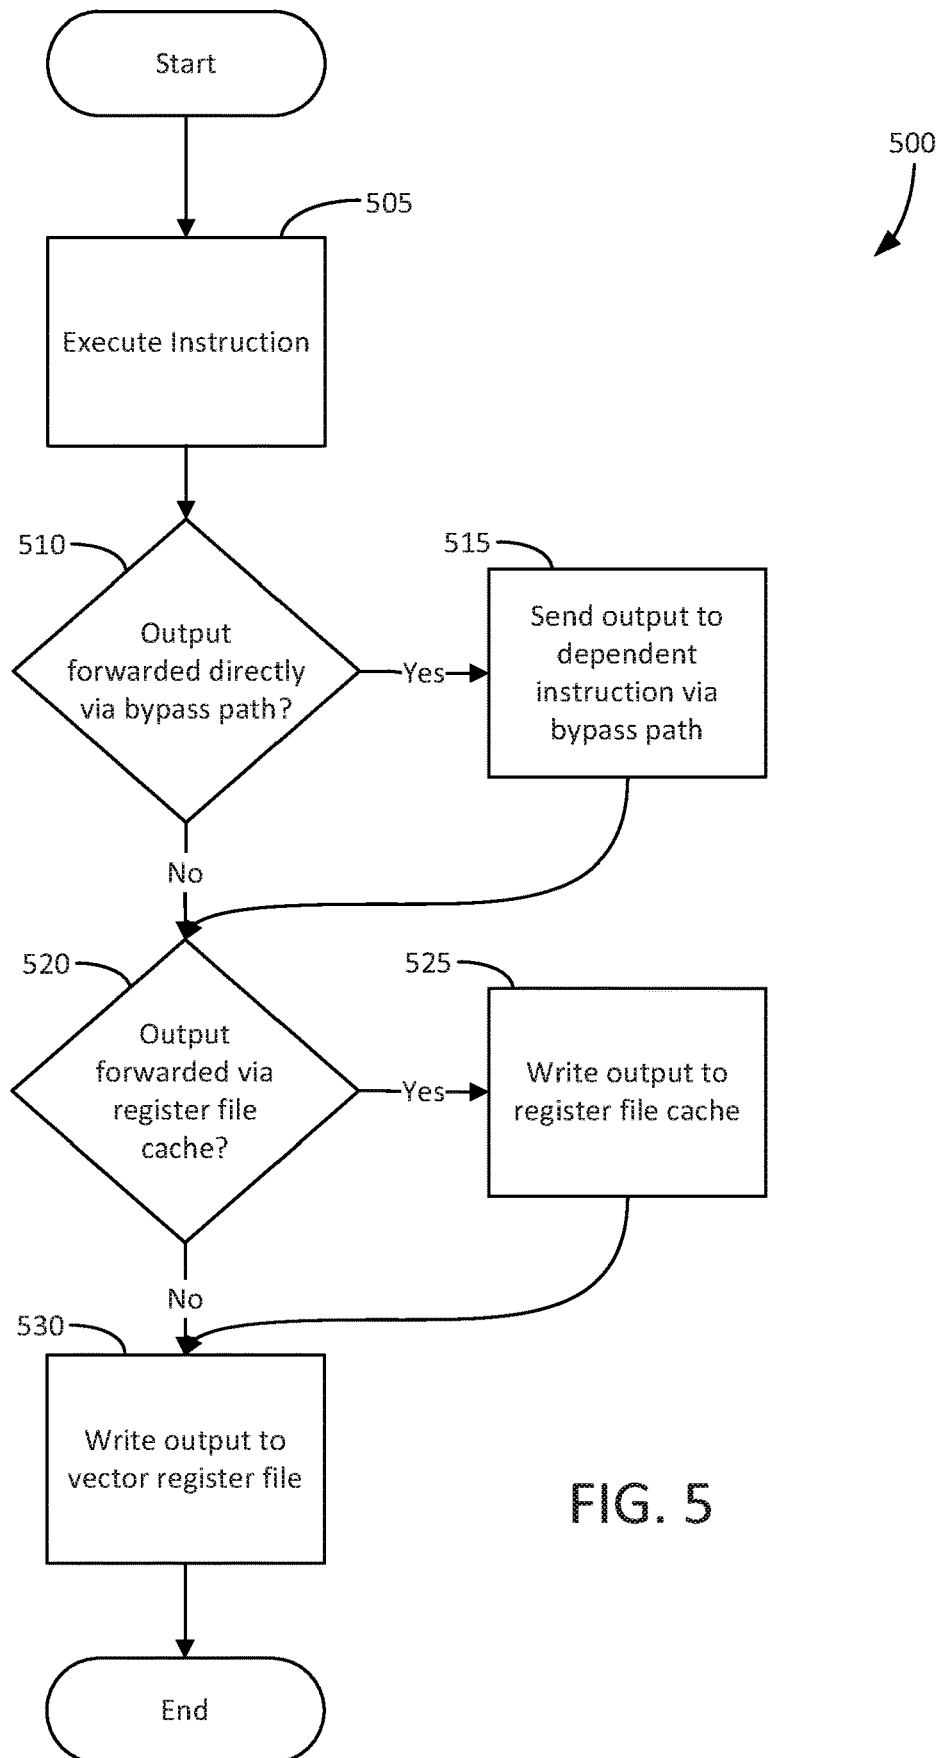 Start
500
505
Execute Instruction
510
515
Output
forwarded directly
via bypass path?
Yes
Send output to
dependent
instruction via
bypass path
No
520
525
Output
forwarded via
register file
cache?
Yes
Write output to
register file cache
No
530
Write output to
vector register file
FIG. 5
End